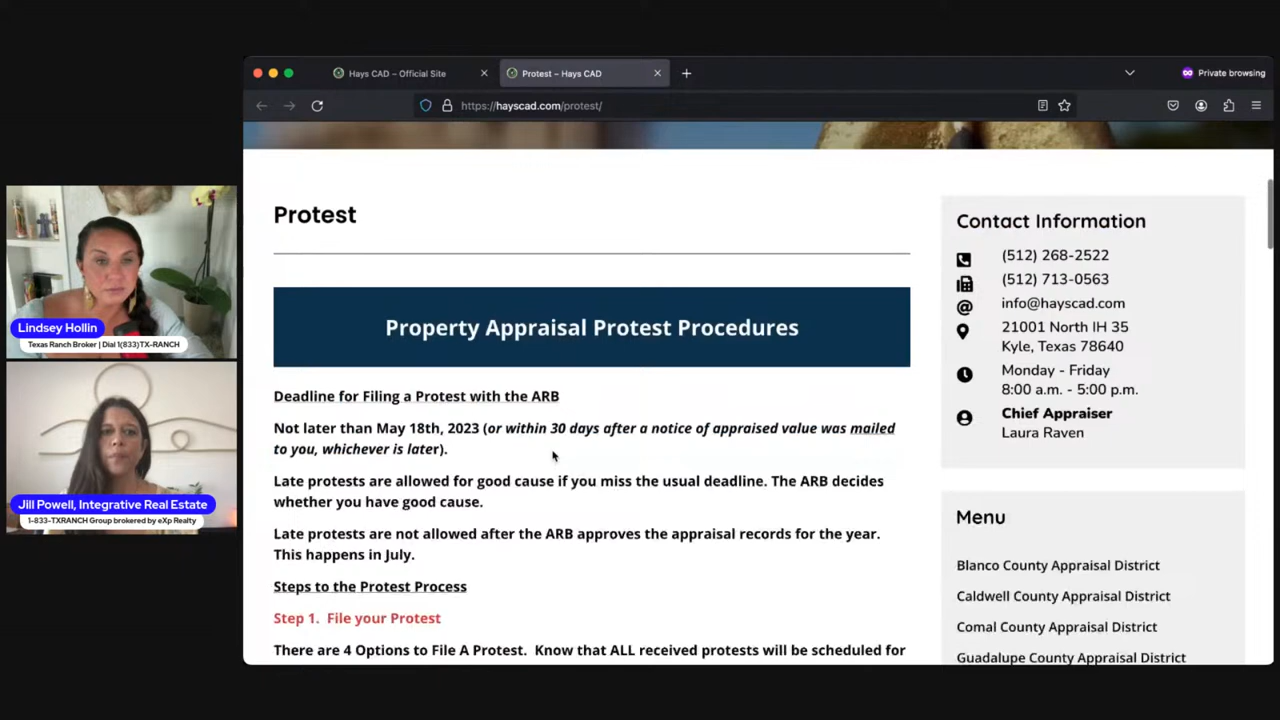 Hays CAD – Official Site
Protest – Hays CAD
Private browsing
https://hayscad.com/protest/
Protest
Property Appraisal Protest Procedures
Deadline for Filing a Protest with the ARB
Not later than May 18th, 2023 (or within 30 days after a notice of appraised value was mailed
to you, whichever is later).
Late protests are allowed for good cause if you miss the usual deadline. The ARB decides
whether you have good cause.
Late protests are not allowed after the ARB approves the appraisal records for the year.
This happens in July.
Steps to the Protest Process
Step 1. File your Protest
There are 4 Options to File A Protest. Know that ALL received protests will be scheduled for
Contact Information
(512) 268-2522
(512) 713-0563
info@hayscad.com
21001 North IH 35
Kyle, Texas 78640
Monday - Friday
8:00 a.m. - 5:00 p.m.
Chief Appraiser
Laura Raven
Menu
Blanco County Appraisal District
Caldwell County Appraisal District
Comal County Appraisal District
Guadalupe County Appraisal District
Lindsey Hollin
Texas Ranch Broker | Dial 1(833)TX-RANCH
Jill Powell, Integrative Real Estate
1-833-TXRANCH Group brokered by eXp Realty